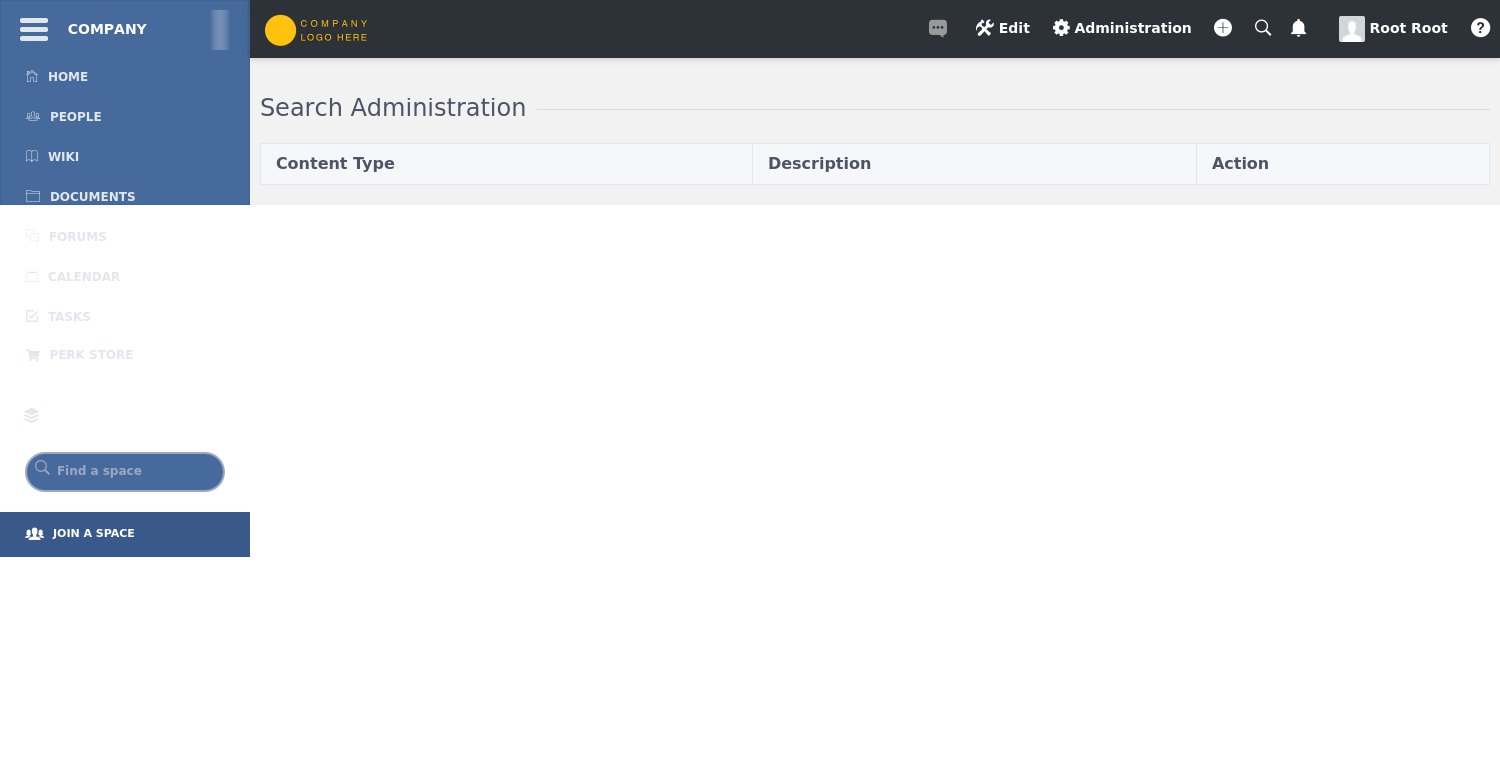 COMPANY
COMPANY
LOGO HERE
Edit
Administration
Root Root
HOME
PEOPLE
WIKI
DOCUMENTS
FORUMS
CALENDAR
TASKS
PERK STORE
Find a space
JOIN A SPACE
Search Administration
Content Type
Description
Action